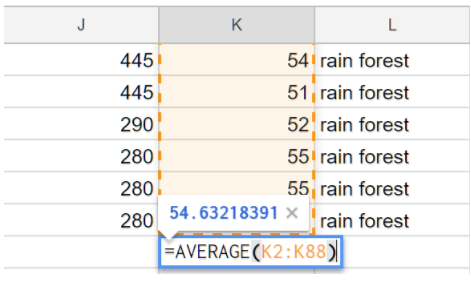 J K L
445 54 rain forest
445 51 rain forest
290 52 rain forest
280 55 rain forest
280 55 rain forest
280 54.63218391 × rain forest
=AVERAGE(K2:K88)